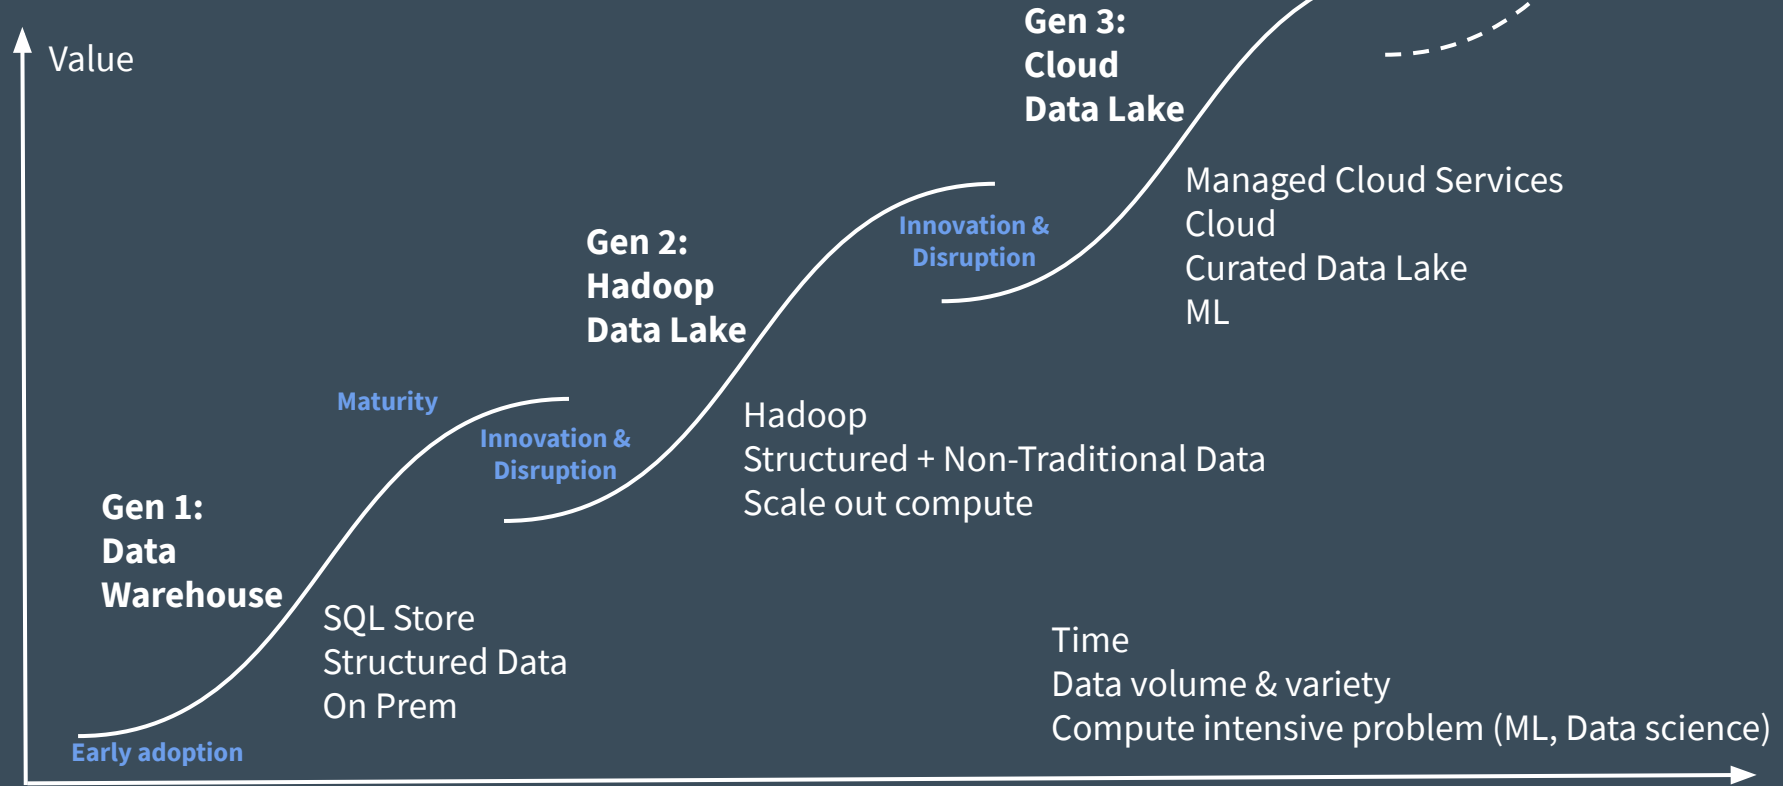 Value
Gen 3:
Cloud
Data Lake
Managed Cloud Services
Cloud
Curated Data Lake
ML
Innovation &
Disruption
Gen 2:
Hadoop
Data Lake
Hadoop
Structured + Non-Traditional Data
Scale out compute
Maturity
Innovation &
Disruption
Gen 1:
Data
Warehouse
SQL Store
Structured Data
On Prem
Early adoption
Time
Data volume & variety
Compute intensive problem (ML, Data science)